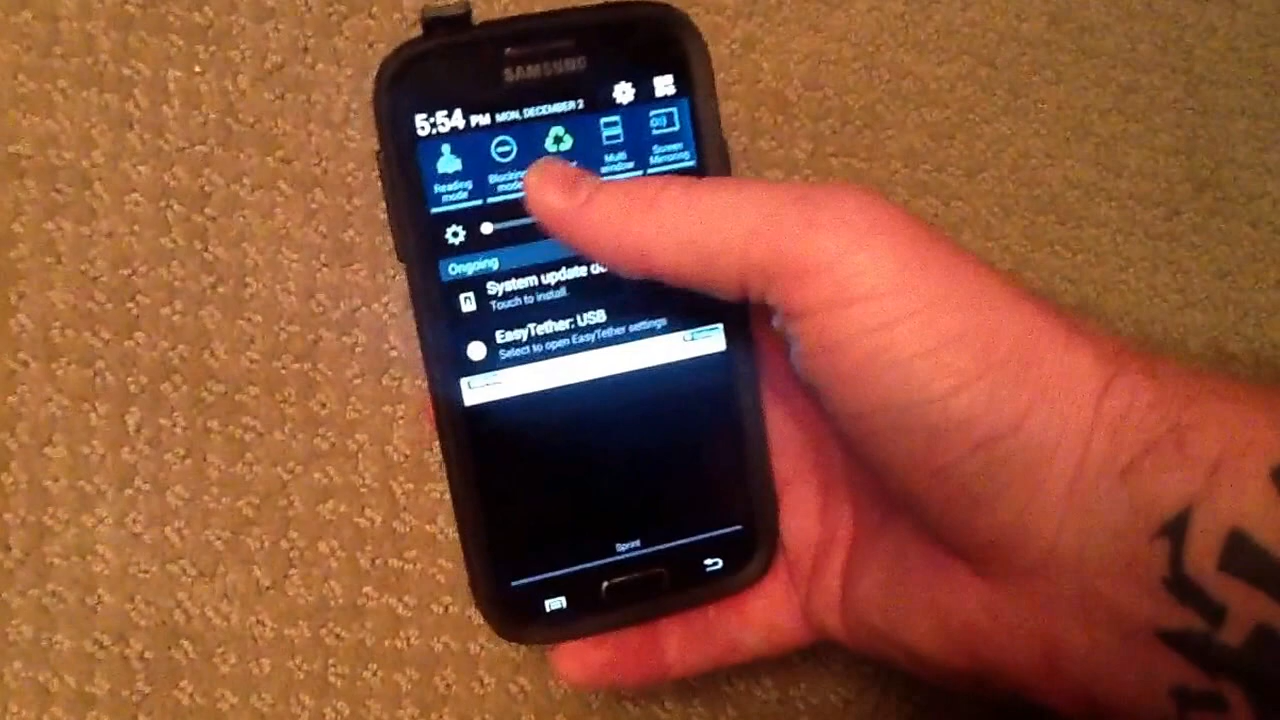 SAMSUNG
5:54 PM MON, DECEMBER 2
Reading mode
Blocking mode
Multi window
Screen Mirroring
Ongoing
System update
Touch to install.
EasyTether: USB
Select to open EasyTether settings
Sprint